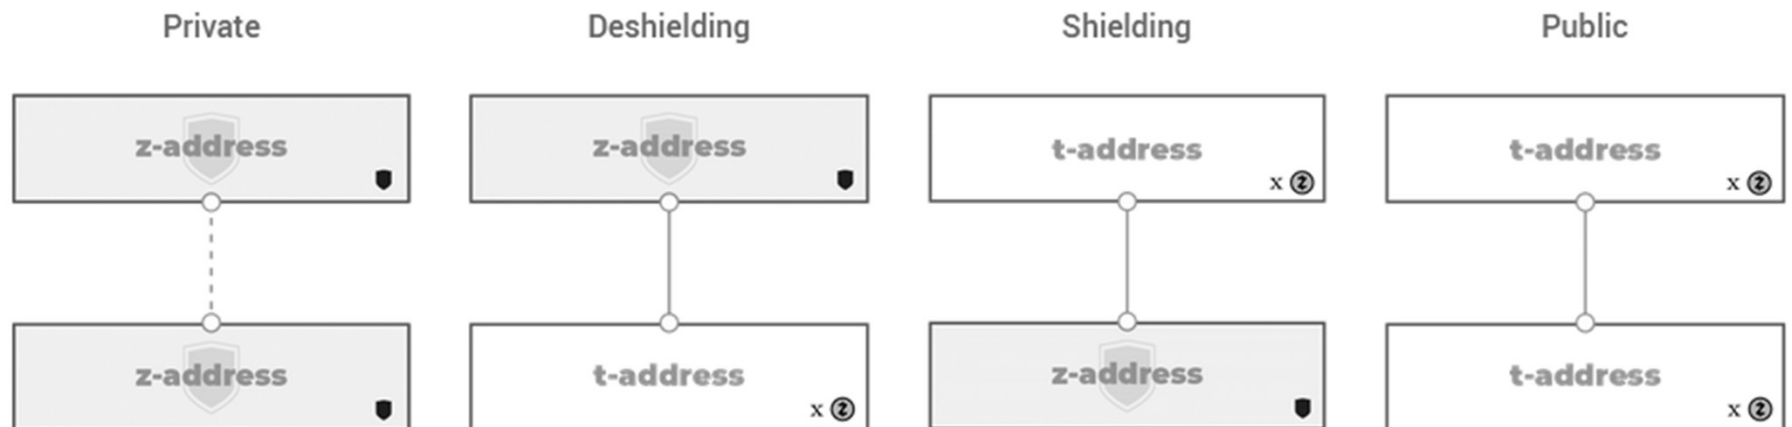 Private Deshielding Shielding Public
z-address z-address t-address t-address
x Ⓩ x Ⓩ
z-address t-address z-address t-address
x Ⓩ x Ⓩ